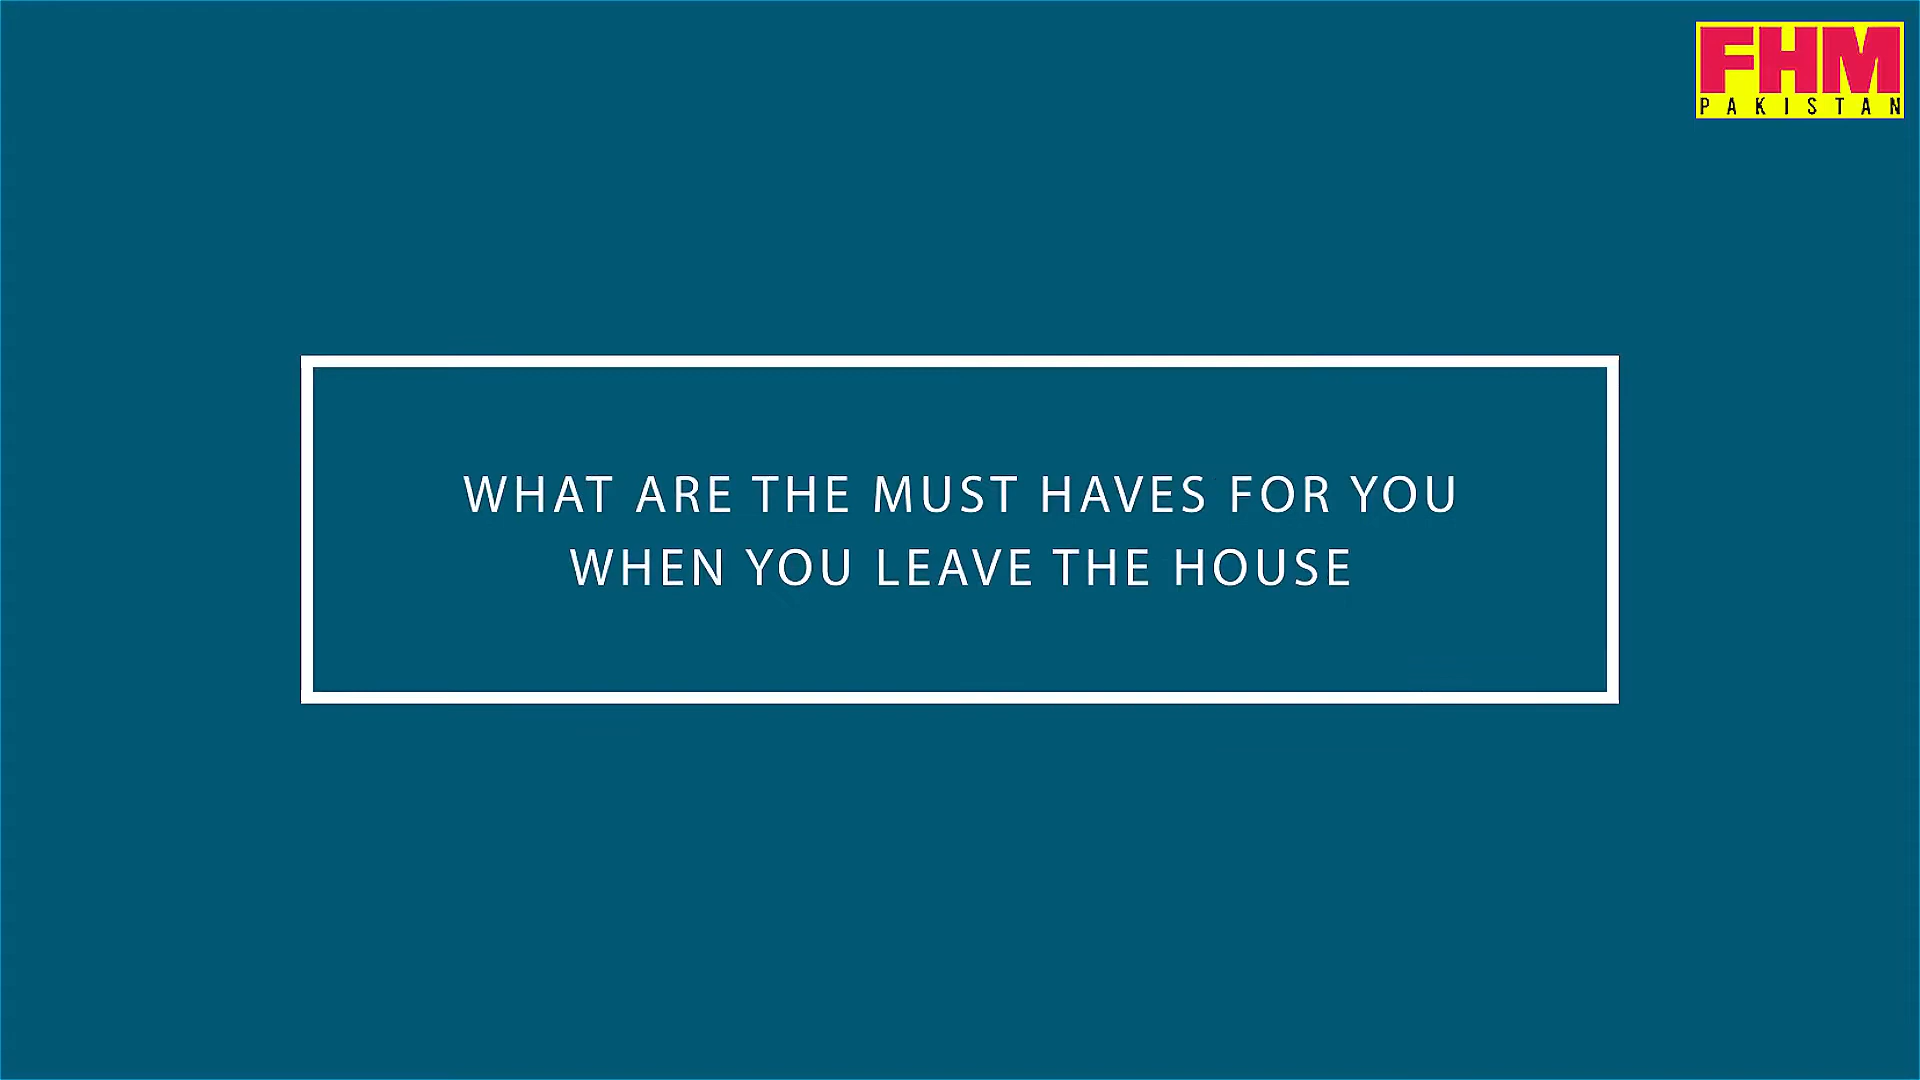 FHM
PAKISTAN
WHAT ARE THE MUST HAVES FOR YOU
WHEN YOU LEAVE THE HOUSE